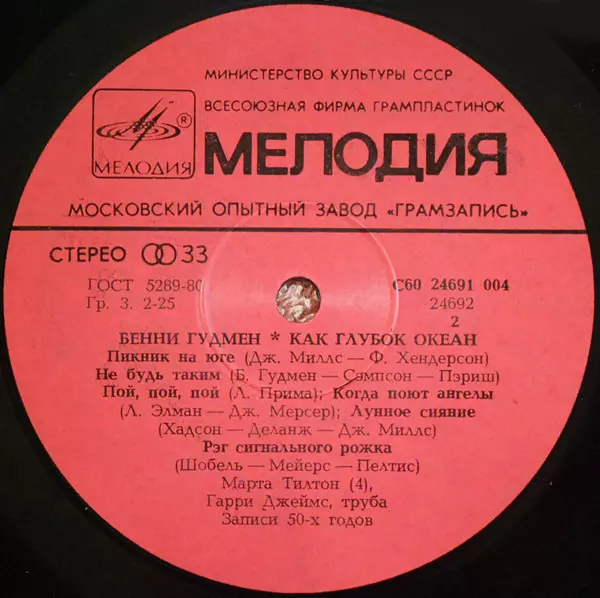 МИНИСТЕРСТВО КУЛЬТУРЫ СССР
ВСЕСОЮЗНАЯ ФИРМА ГРАМПЛАСТИНОК
®
МЕЛОДИЯ
МЕЛОДИЯ
МОСКОВСКИЙ ОПЫТНЫЙ ЗАВОД «ГРАМЗАПИСЬ»
СТЕРЕО 33
ГОСТ 5289-80 С60 24691 004
Гр. 3. 2-25 24692
2
БЕННИ ГУДМЕН * КАК ГЛУБОК ОКЕАН
Пикник на юге (Дж. Миллс — Ф. Хендерсон)
Не будь таким (Б. Гудмен — Сэмпсон — Пэриш)
Пой, пой, пой (Л. Прима); Когда поют ангелы
(Л. Элман — Дж. Мерсер); Лунное сияние
(Хадсон — Деланж — Дж. Миллс)
Рэг сигнального рожка
(Шобель — Мейерс — Пелтис)
Марта Тилтон (4),
Гарри Джеймс, труба
Записи 50-х годов